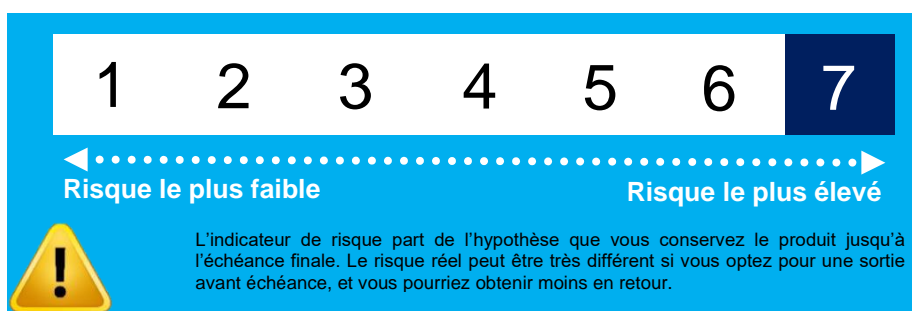 1 2 3 4 5 6 7
Risque le plus faible Risque le plus élevé
L'indicateur de risque part de l'hypothèse que vous conservez le produit jusqu'à
l'échéance finale. Le risque réel peut être très différent si vous optez pour une sortie
avant échéance, et vous pourriez obtenir moins en retour.